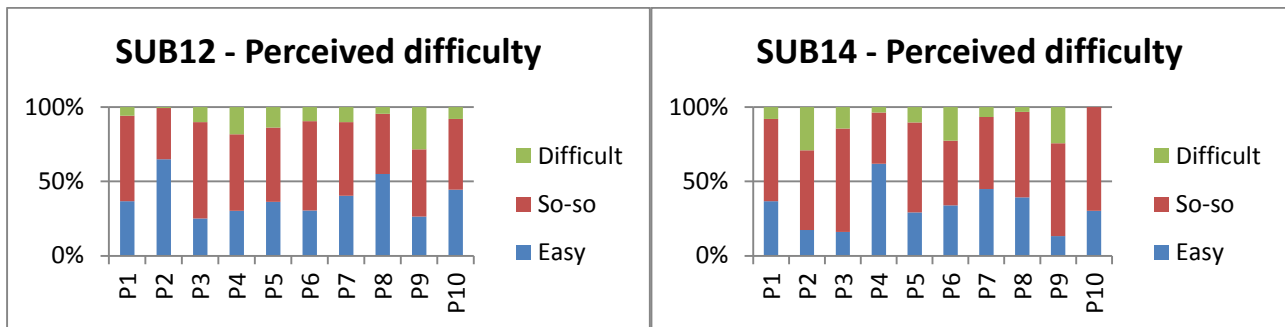 SUB12 - Perceived difficulty
100%
50%
0%
P1 P2 P3 P4 P5 P6 P7 P8 P9 P10
Difficult
So-so
Easy
SUB14 - Perceived difficulty
100%
50%
0%
P1 P2 P3 P4 P5 P6 P7 P8 P9 P10
Difficult
So-so
Easy